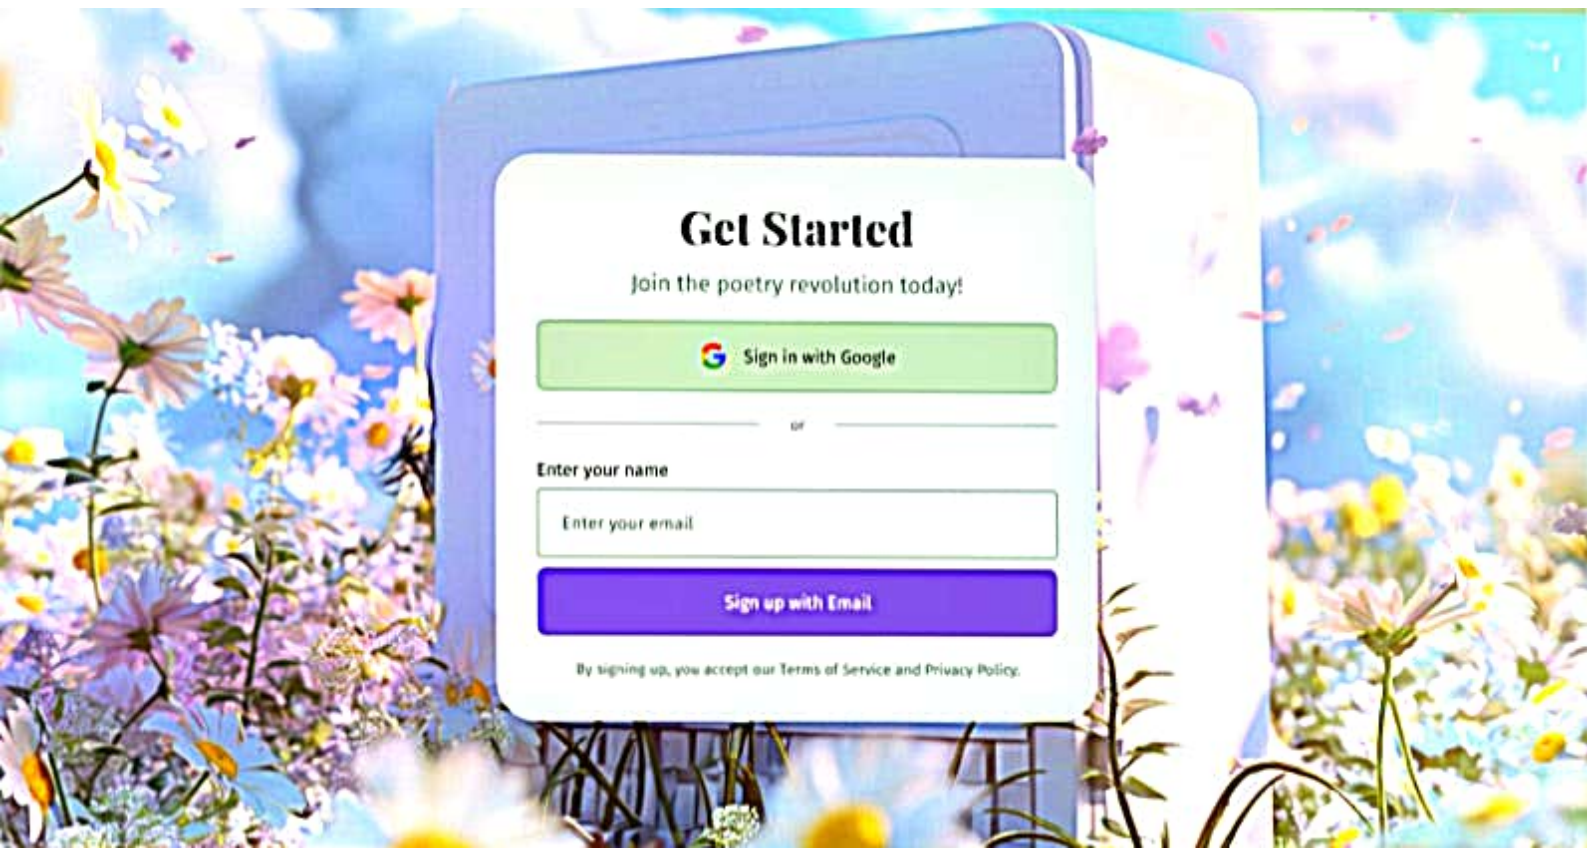 Get Started
Join the poetry revolution today!
Sign in with Google
or
Enter your name
Enter your email
Sign up with Email
By signing up, you accept our Terms of Service and Privacy Policy.